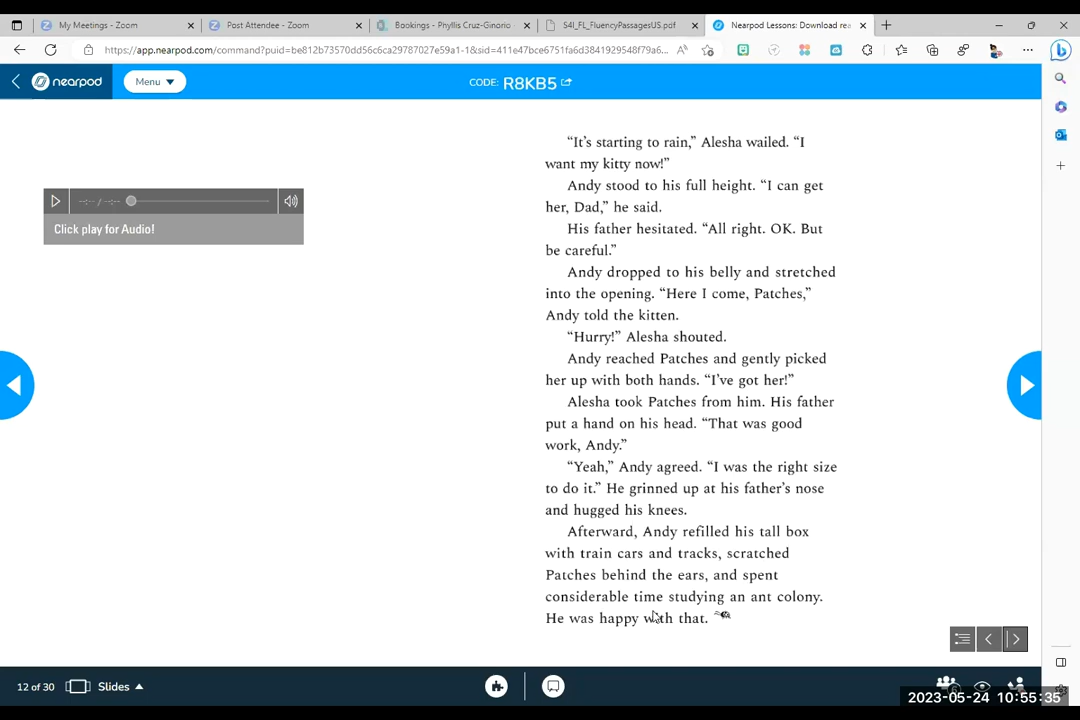 My Meetings - Zoom
Post Attendee - Zoom
Bookings - Phyllis Cruz-Ginorio
S4I_FL_FluencyPassagesUS.pdf
Nearpod Lessons: Download rea
https://app.nearpod.com/command?puid=be812b73570dd56c6ca29787027e59a1-1&sid=411e47bce6751fa6d3841929548f79a6...
nearpod
Menu
CODE: R8KB5
--:-- / --:--
Click play for Audio!
“It’s starting to rain,” Alesha wailed. “I
want my kitty now!”
Andy stood to his full height. “I can get
her, Dad,” he said.
His father hesitated. “All right. OK. But
be careful.”
Andy dropped to his belly and stretched
into the opening. “Here I come, Patches,”
Andy told the kitten.
“Hurry!” Alesha shouted.
Andy reached Patches and gently picked
her up with both hands. “I’ve got her!”
Alesha took Patches from him. His father
put a hand on his head. “That was good
work, Andy.”
“Yeah,” Andy agreed. “I was the right size
to do it.” He grinned up at his father’s nose
and hugged his knees.
Afterward, Andy refilled his tall box
with train cars and tracks, scratched
Patches behind the ears, and spent
considerable time studying an ant colony.
He was happy with that.
12 of 30
Slides
2023-05-24 10:55:35